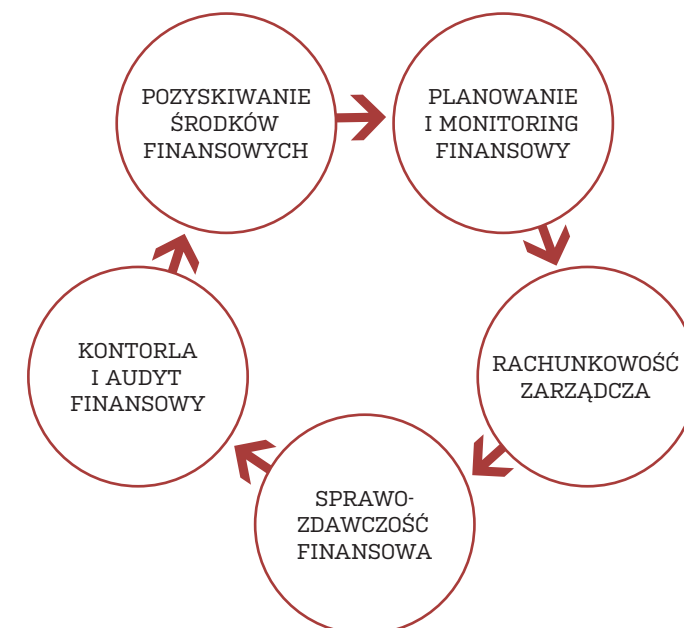 POZYSKIWANIE
ŚRODKÓW
FINANSOWYCH
PLANOWANIE
I MONITORING
FINANSOWY
RACHUNKOWOŚĆ
ZARZĄDCZA
SPRAWO-
ZDAWCZOŚĆ
FINANSOWA
KONTORLA
I AUDYT
FINANSOWY